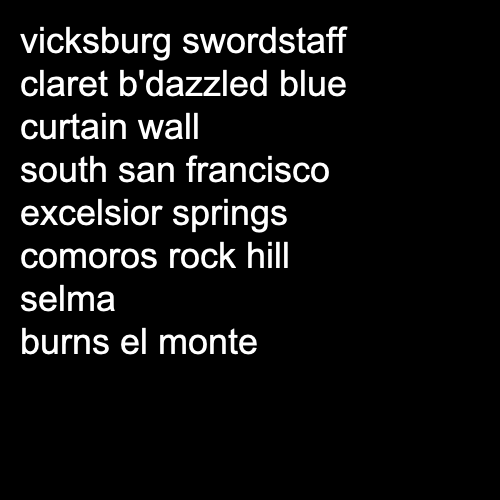 vicksburg swordstaff
claret b'dazzled blue
curtain wall
south san francisco
excelsior springs
comoros rock hill
selma
burns el monte